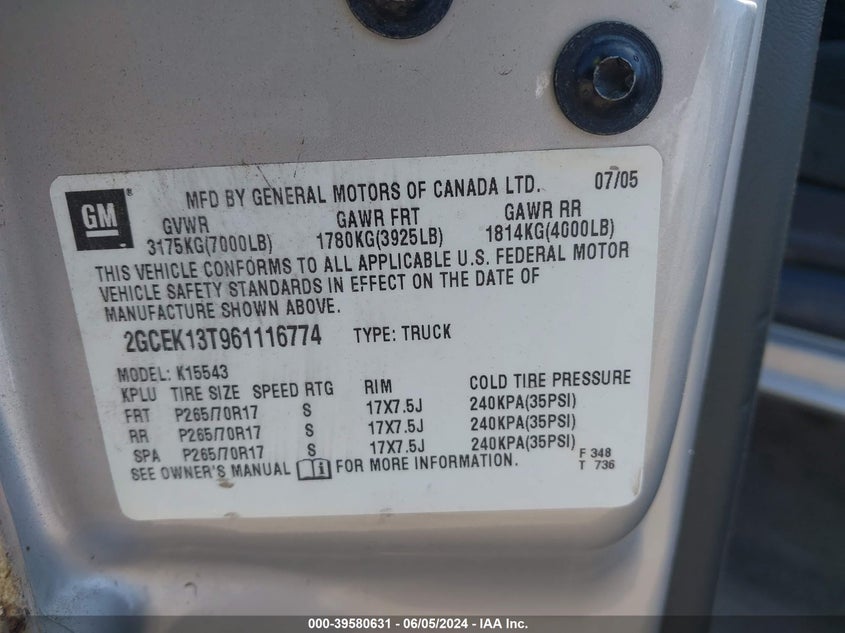 GM ® MFD BY GENERAL MOTORS OF CANADA LTD. 07/05
GVWR GAWR FRT GAWR RR
3175KG(7000LB) 1780KG(3925LB) 1814KG(4000LB)
THIS VEHICLE CONFORMS TO ALL APPLICABLE U.S. FEDERAL MOTOR
VEHICLE SAFETY STANDARDS IN EFFECT ON THE DATE OF
MANUFACTURE SHOWN ABOVE.
2GCEK13T961116774 TYPE: TRUCK
MODEL: K15543
KPLU TIRE SIZE SPEED RTG RIM COLD TIRE PRESSURE
FRT P265/70R17 S 17X7.5J 240KPA(35PSI)
RR P265/70R17 S 17X7.5J 240KPA(35PSI)
SPA P265/70R17 S 17X7.5J 240KPA(35PSI)
SEE OWNER'S MANUAL i FOR MORE INFORMATION.
F 348
T 736
000-39580631 - 06/05/2024 - IAA Inc.